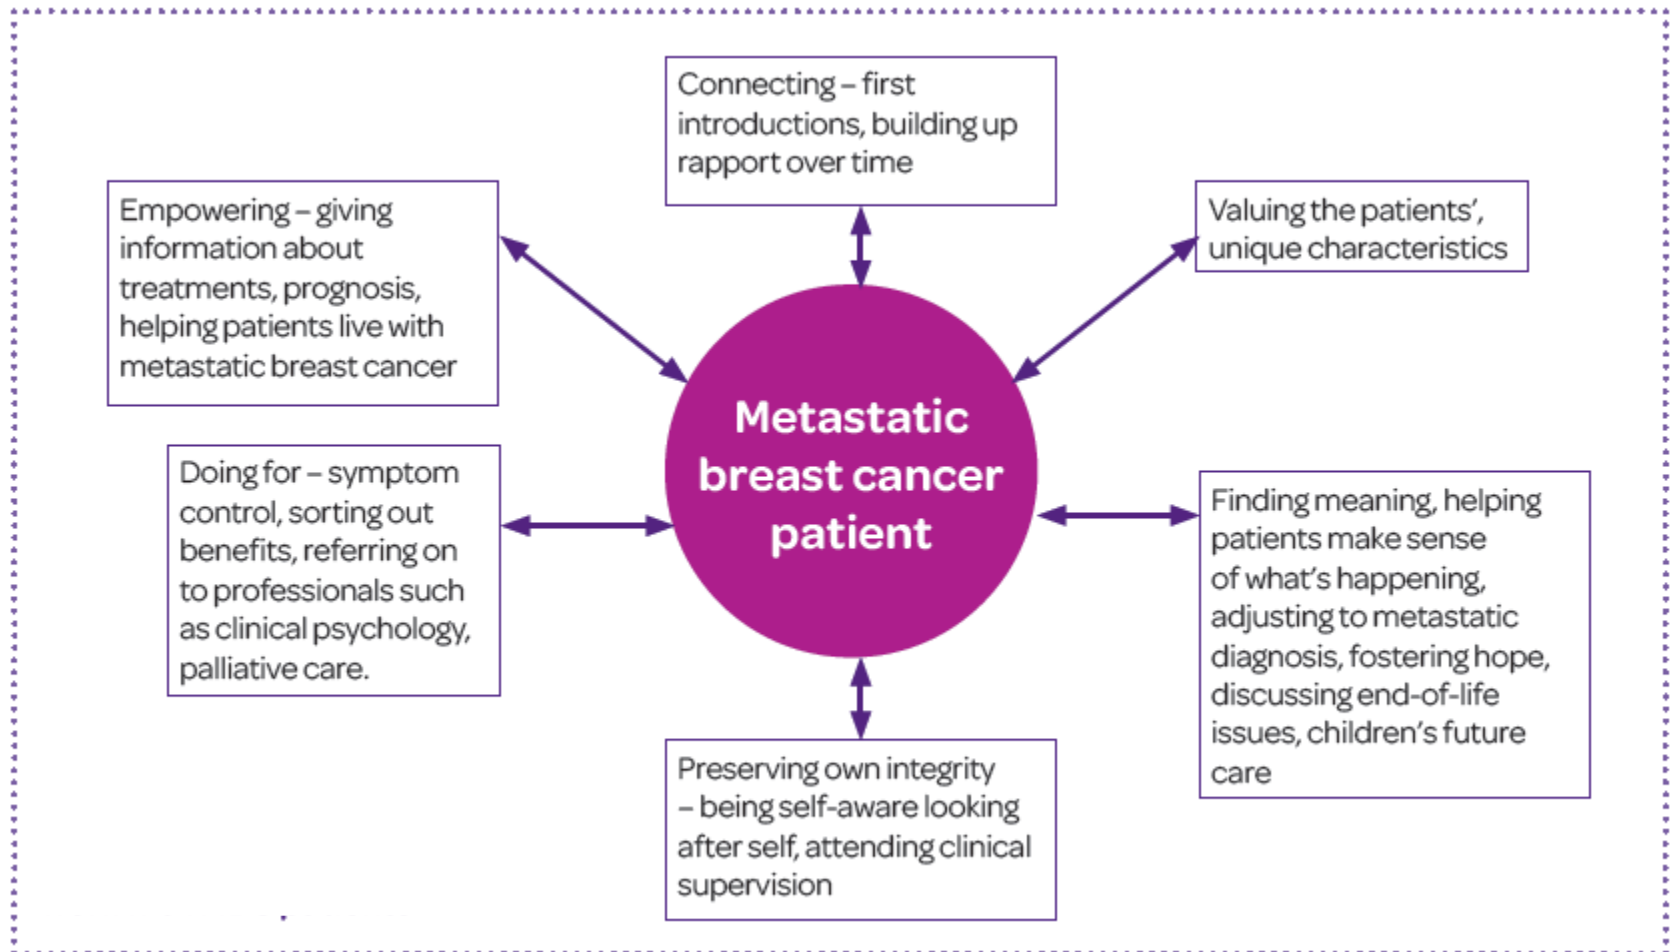 Connecting – first
introductions, building up
rapport over time
Empowering – giving
information about
treatments, prognosis,
helping patients live with
metastatic breast cancer
Valuing the patients’,
unique characteristics
Metastatic
breast cancer
patient
Doing for – symptom
control, sorting out
benefits, referring on
to professionals such
as clinical psychology,
palliative care.
Finding meaning, helping
patients make sense
of what’s happening,
adjusting to metastatic
diagnosis, fostering hope,
discussing end-of-life
issues, children’s future
care
Preserving own integrity
– being self-aware looking
after self, attending clinical
supervision